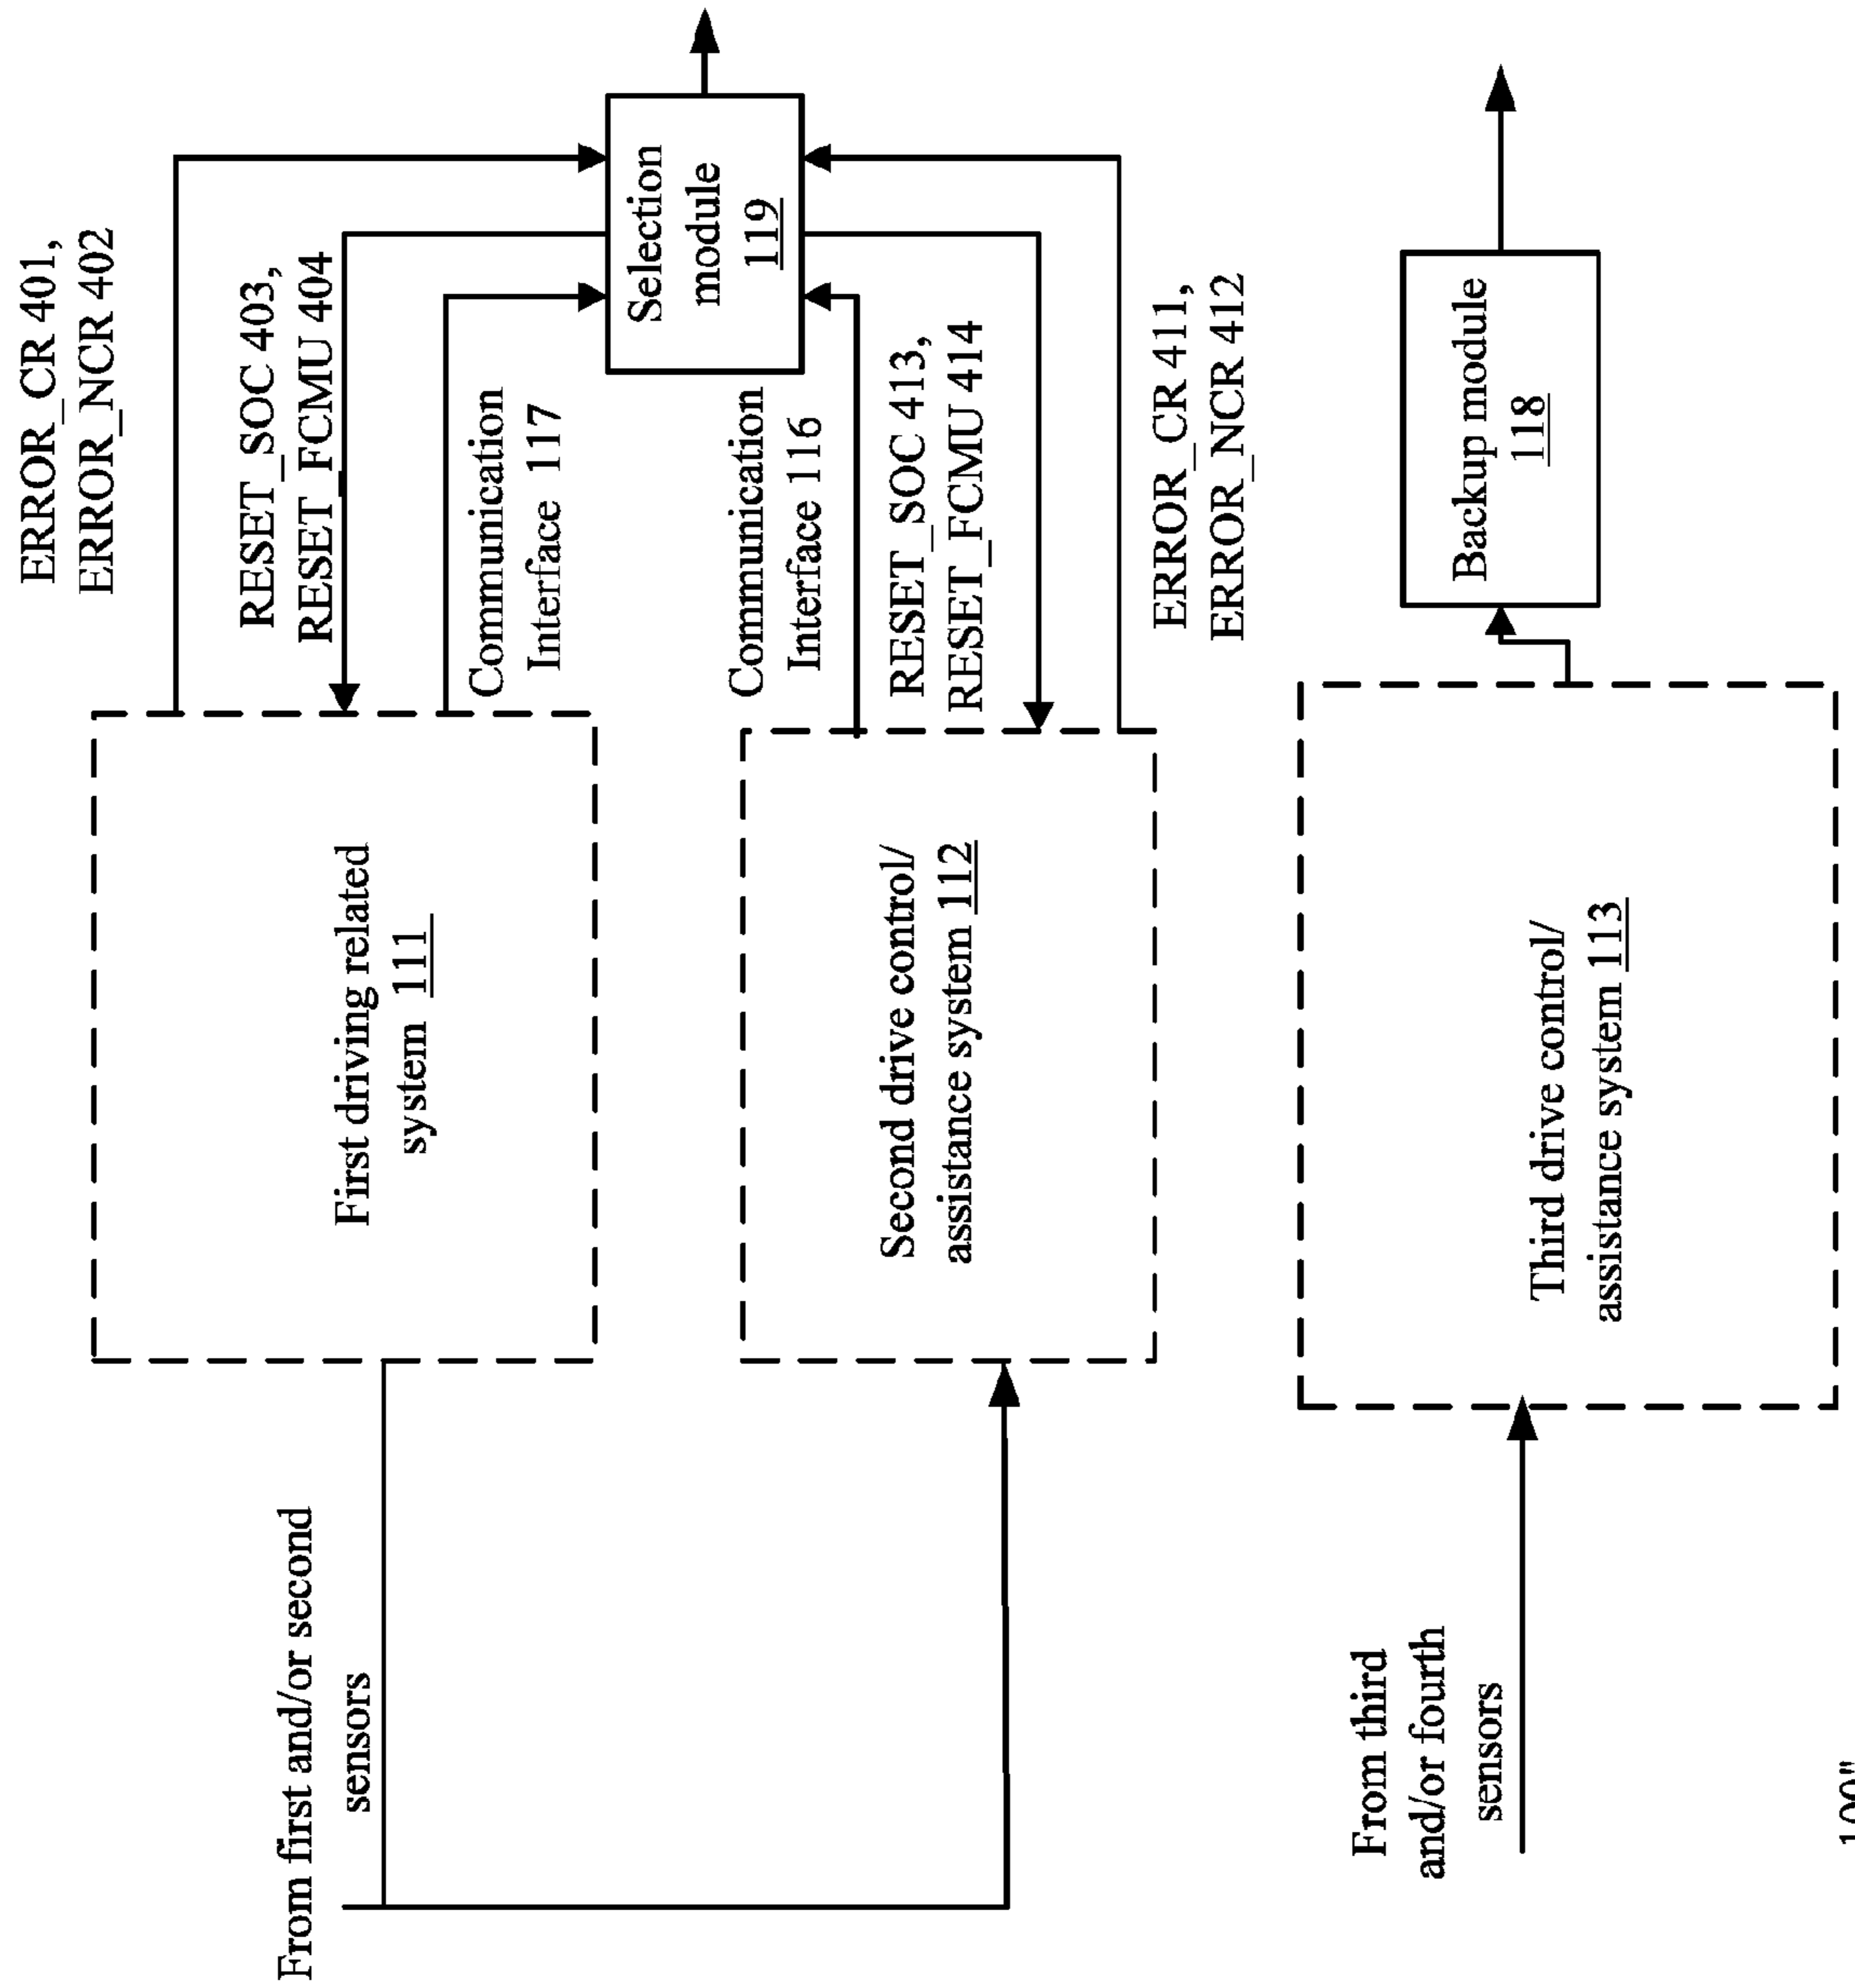 ERROR_CR 401,
ERROR_NCR 402
RESET_SOC 403,
RESET_FCMU 404
Communication
Interface 117
Selection
module
119
Communication
Interface 116
RESET_SOC 413,
RESET_FCMU 414
ERROR_CR 411,
ERROR_NCR 412
Backup module
118
First driving related
system 111
Second drive control/
assistance system 112
Third drive control/
assistance system 113
From first and/or second
sensors
From third
and/or fourth
sensors
100"